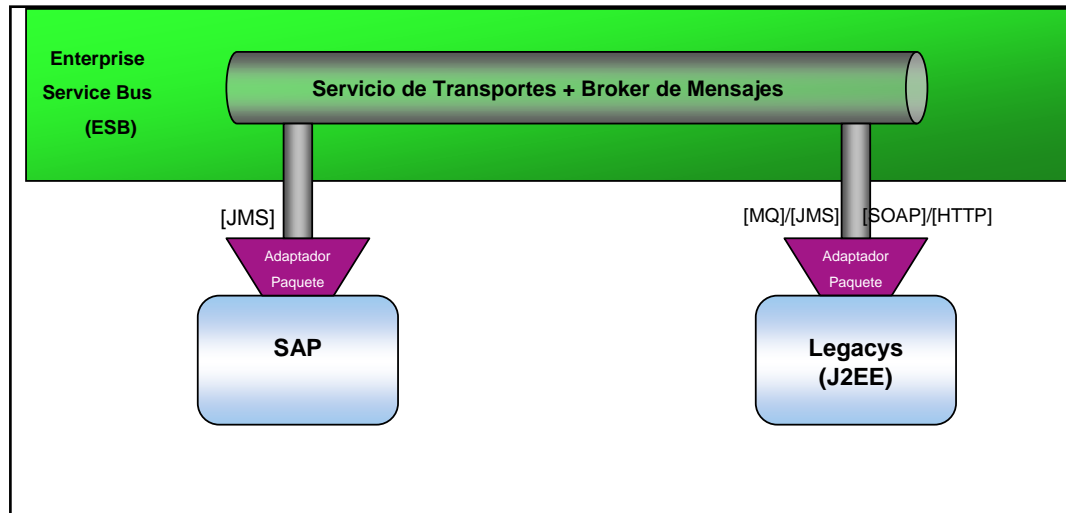 Enterprise
Service Bus
(ESB)
Servicio de Transportes + Broker de Mensajes
[JMS]
[MQ]/[JMS]
[SOAP]/[HTTP]
Adaptador
Paquete
Adaptador
Paquete
SAP
Legacys
(J2EE)